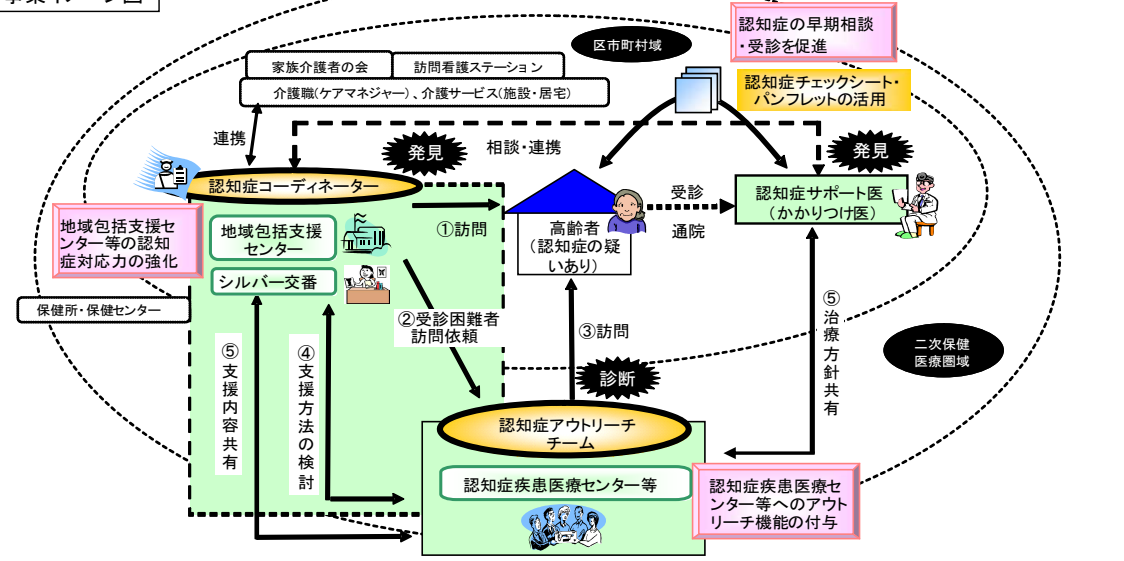 区市町村域
認知症の早期相談
・受診を促進
家族介護者の会
訪問看護ステーション
介護職(ケアマネジャー)、介護サービス(施設・居宅)
認知症チェックシート・
パンフレットの活用
連携
発見
相談・連携
発見
認知症コーディネーター
受診
通院
認知症サポート医
(かかりつけ医)
地域包括支援セ
ンター等の認知
症対応力の強化
地域包括支援
センター
①訪問
高齢者
(認知症の疑
いあり)
シルバー交番
保健所・保健センター
②受診困難者
訪問依頼
③訪問
⑤治療方針共有
二次保健
医療圏域
⑤支援内容共有
④支援方法の検討
診断
認知症アウトリーチ
チーム
認知症疾患医療センター等
認知症疾患医療セ
ンター等へのアウト
リーチ機能の付与